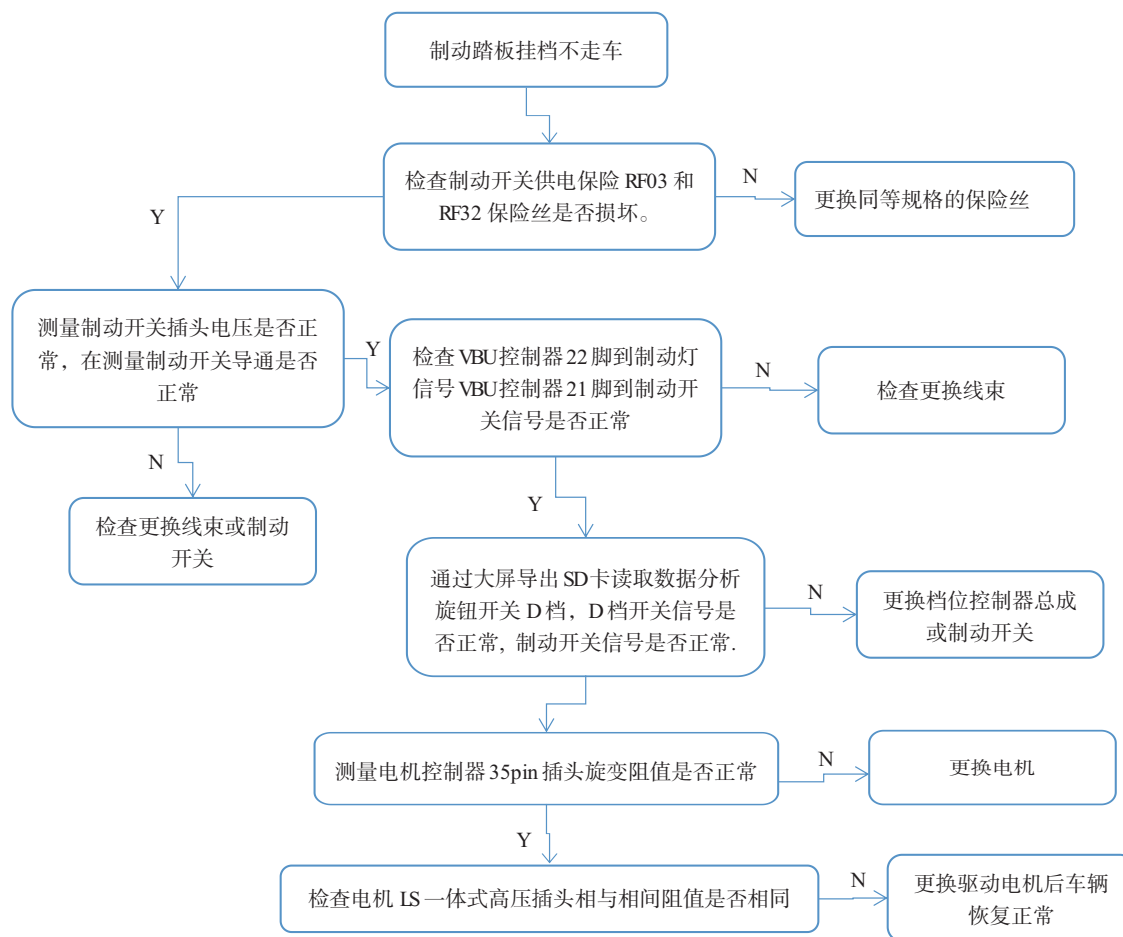 制动踏板挂档不走车
检查制动开关供电保险 RF03 和
RF32 保险丝是否损坏。
N
更换同等规格的保险丝
Y
测量制动开关插头电压是否正
常，在测量制动开关导通是否
正常
Y
检查 VBU控制器 22 脚到制动灯
信号 VBU控制器 21 脚到制动开
关信号是否正常
N
检查更换线束
N
检查更换线束或制动
开关
Y
通过大屏导出 SD 卡读取数据分析
旋钮开关 D 档，D 档开关信号是
否正常, 制动开关信号是否正常.
N
更换档位控制器总成
或制动开关
测量电机控制器 35pin 插头旋变阻值是否正常
N
更换电机
Y
检查电机 LS 一体式高压插头相与相间阻值是否相同
N
更换驱动电机后车辆
恢复正常